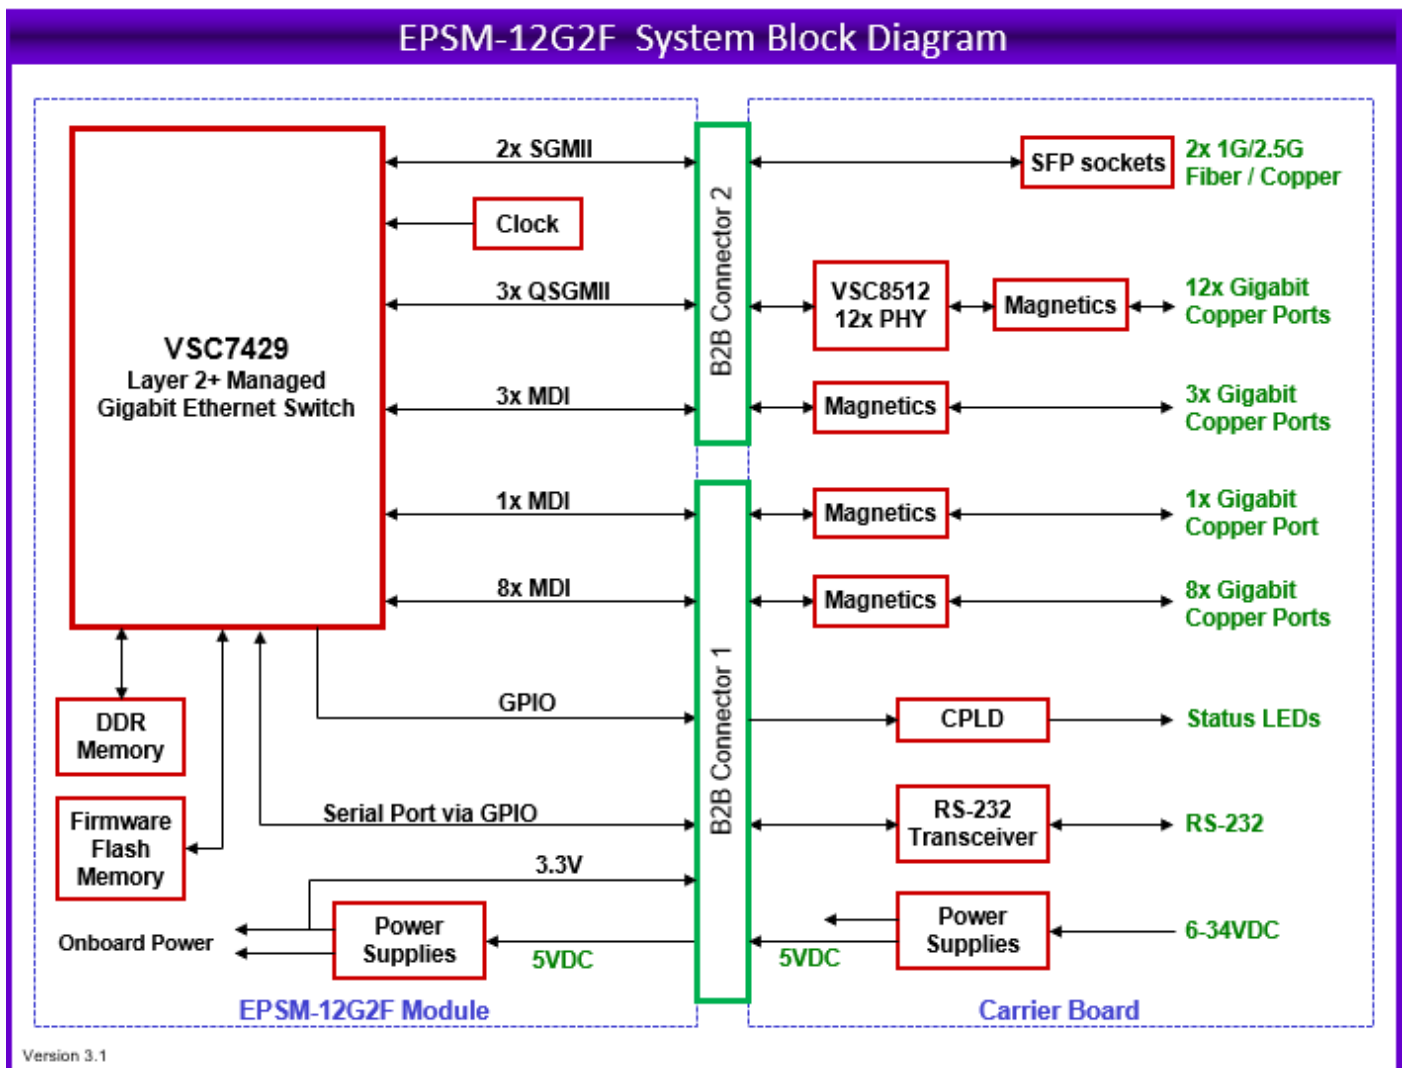 EPSM-12G2F System Block Diagram
2x SGMII
Clock
3x QSGMII
VSC7429
Layer 2+ Managed
Gigabit Ethernet Switch
3x MDI
1x MDI
8x MDI
GPIO
DDR
Memory
Serial Port via GPIO
Firmware
Flash
Memory
3.3V
Onboard Power
Power
Supplies
5VDC
EPSM-12G2F Module
B2B Connector 2
B2B Connector 1
SFP sockets
2x 1G/2.5G
Fiber / Copper
VSC8512
12x PHY
Magnetics
12x Gigabit
Copper Ports
Magnetics
3x Gigabit
Copper Ports
Magnetics
1x Gigabit
Copper Port
Magnetics
8x Gigabit
Copper Ports
CPLD
Status LEDs
RS-232
Transceiver
RS-232
5VDC
Power
Supplies
6-34VDC
Carrier Board
Version 3.1